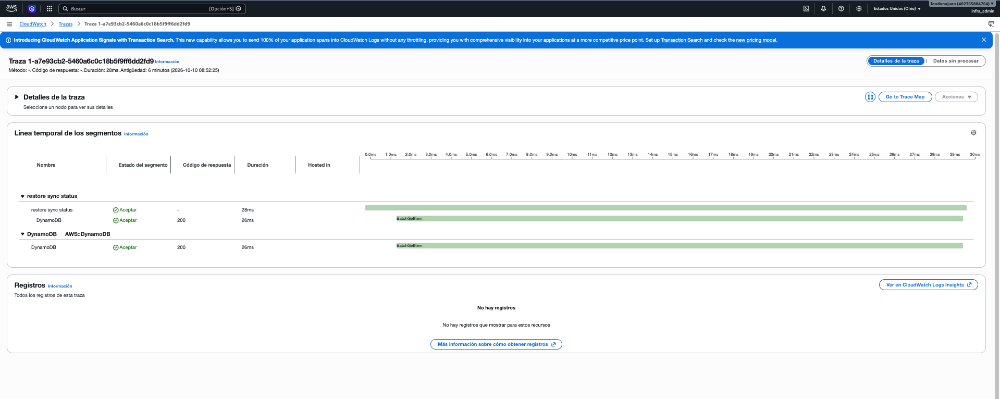 aws
Buscar [Opción+S]
Estados Unidos (Ohio) ▼
londonojuan (402365884764) ▼
infra_admin
CloudWatch > Trazas > Traza 1-a7e93cb2-5460a6c0c18b5f9ff6dd2fd9
Introducing CloudWatch Application Signals with Transaction Search. This new capability allows you to send 100% of your application spans into CloudWatch Logs without any throttling, providing you with comprehensive visibility into your applications at a more competitive price point. Set up Transaction Search and check the new pricing model.
Traza 1-a7e93cb2-5460a6c0c18b5f9ff6dd2fd9 Información
Método: -. Código de respuesta: -. Duración: 28ms. Antigüedad: 6 minutos (2026-10-10 08:52:25)
Detalles de la traza | Datos sin procesar
Detalles de la traza
Seleccione un nodo para ver sus detalles
Go to Trace Map
Acciones ▼
Línea temporal de los segmentos Información
0.0ms 1.0ms 2.0ms 3.0ms 4.0ms 5.0ms 6.0ms 7.0ms 8.0ms 9.0ms 10ms 11ms 12ms 13ms 14ms 15ms 16ms 17ms 18ms 19ms 20ms 21ms 22ms 23ms 24ms 25ms 26ms 27ms 28ms 29ms 30ms
Nombre Estado del segmento Código de respuesta Duración Hosted in
restore sync status
restore sync status Aceptar - 28ms
DynamoDB Aceptar 200 26ms BatchGetItem
DynamoDB AWS::DynamoDB
DynamoDB Aceptar 200 26ms BatchGetItem
Registros Información
Todos los registros de esta traza
Ver en CloudWatch Logs Insights
No hay registros
No hay registros que mostrar para estos recursos
Más información sobre cómo obtener registros